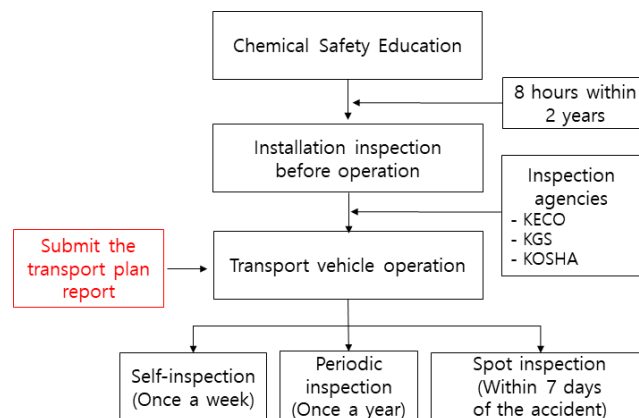 Chemical Safety Education
8 hours within
2 years
Installation inspection
before operation
Inspection
agencies
- KECO
- KGS
- KOSHA
Submit the
transport plan
report
Transport vehicle operation
Self-inspection
(Once a week)
Periodic
inspection
(Once a year)
Spot inspection
(Within 7 days
of the accident)